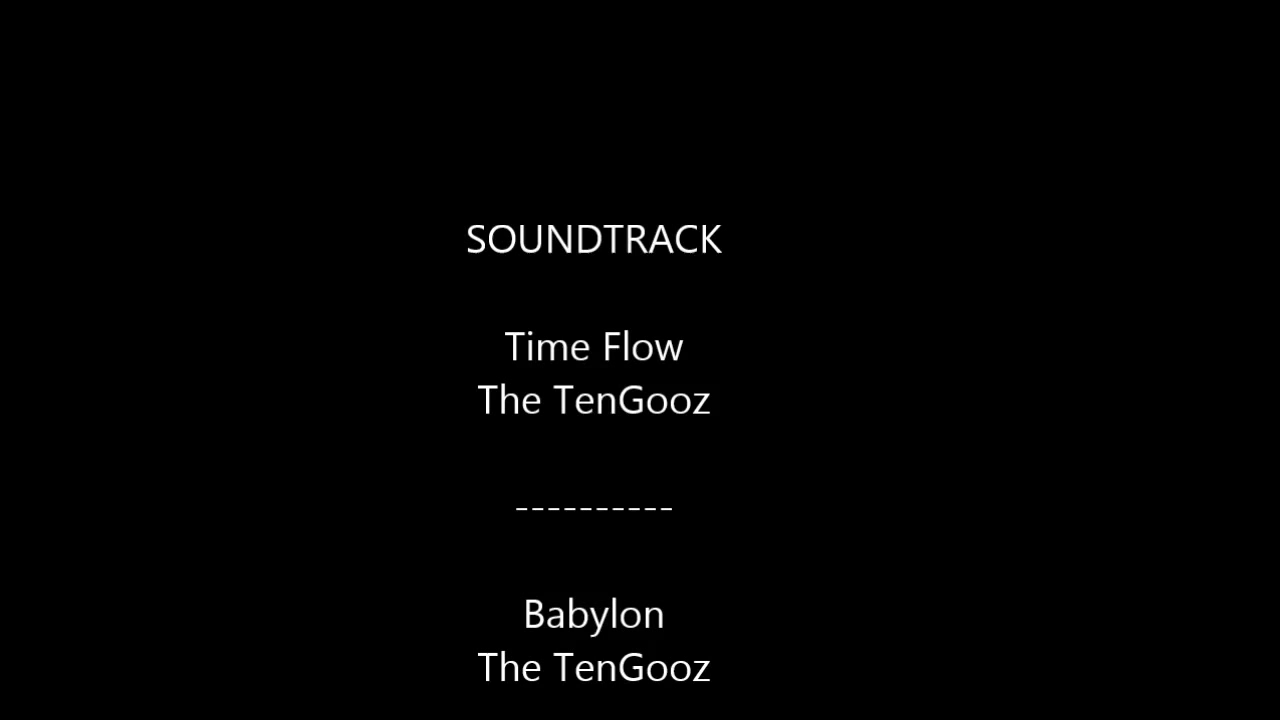 SOUNDTRACK
Time Flow
The TenGooz
----------
Babylon
The TenGooz